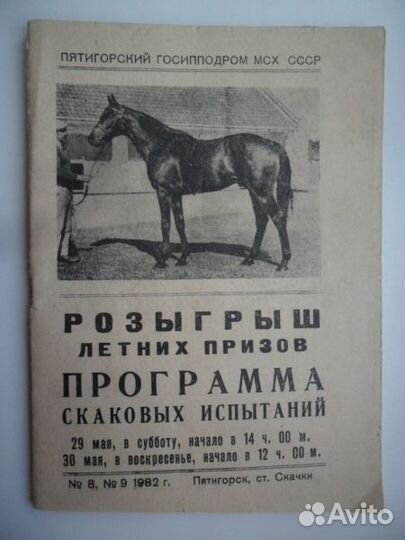 ПЯТИГОРСКИЙ ГОСИППОДРОМ МСХ СССР
РОЗЫГРЫШ
ЛЕТНИХ ПРИЗОВ
ПРОГРАММА
СКАКОВЫХ ИСПЫТАНИЙ
29 мая, в субботу, начало в 14 ч. 00 м.
30 мая, в воскресенье, начало в 12 ч. 00 м.
№ 8, № 9 1982 г. Пятигорск, ст. Скачки
Avito